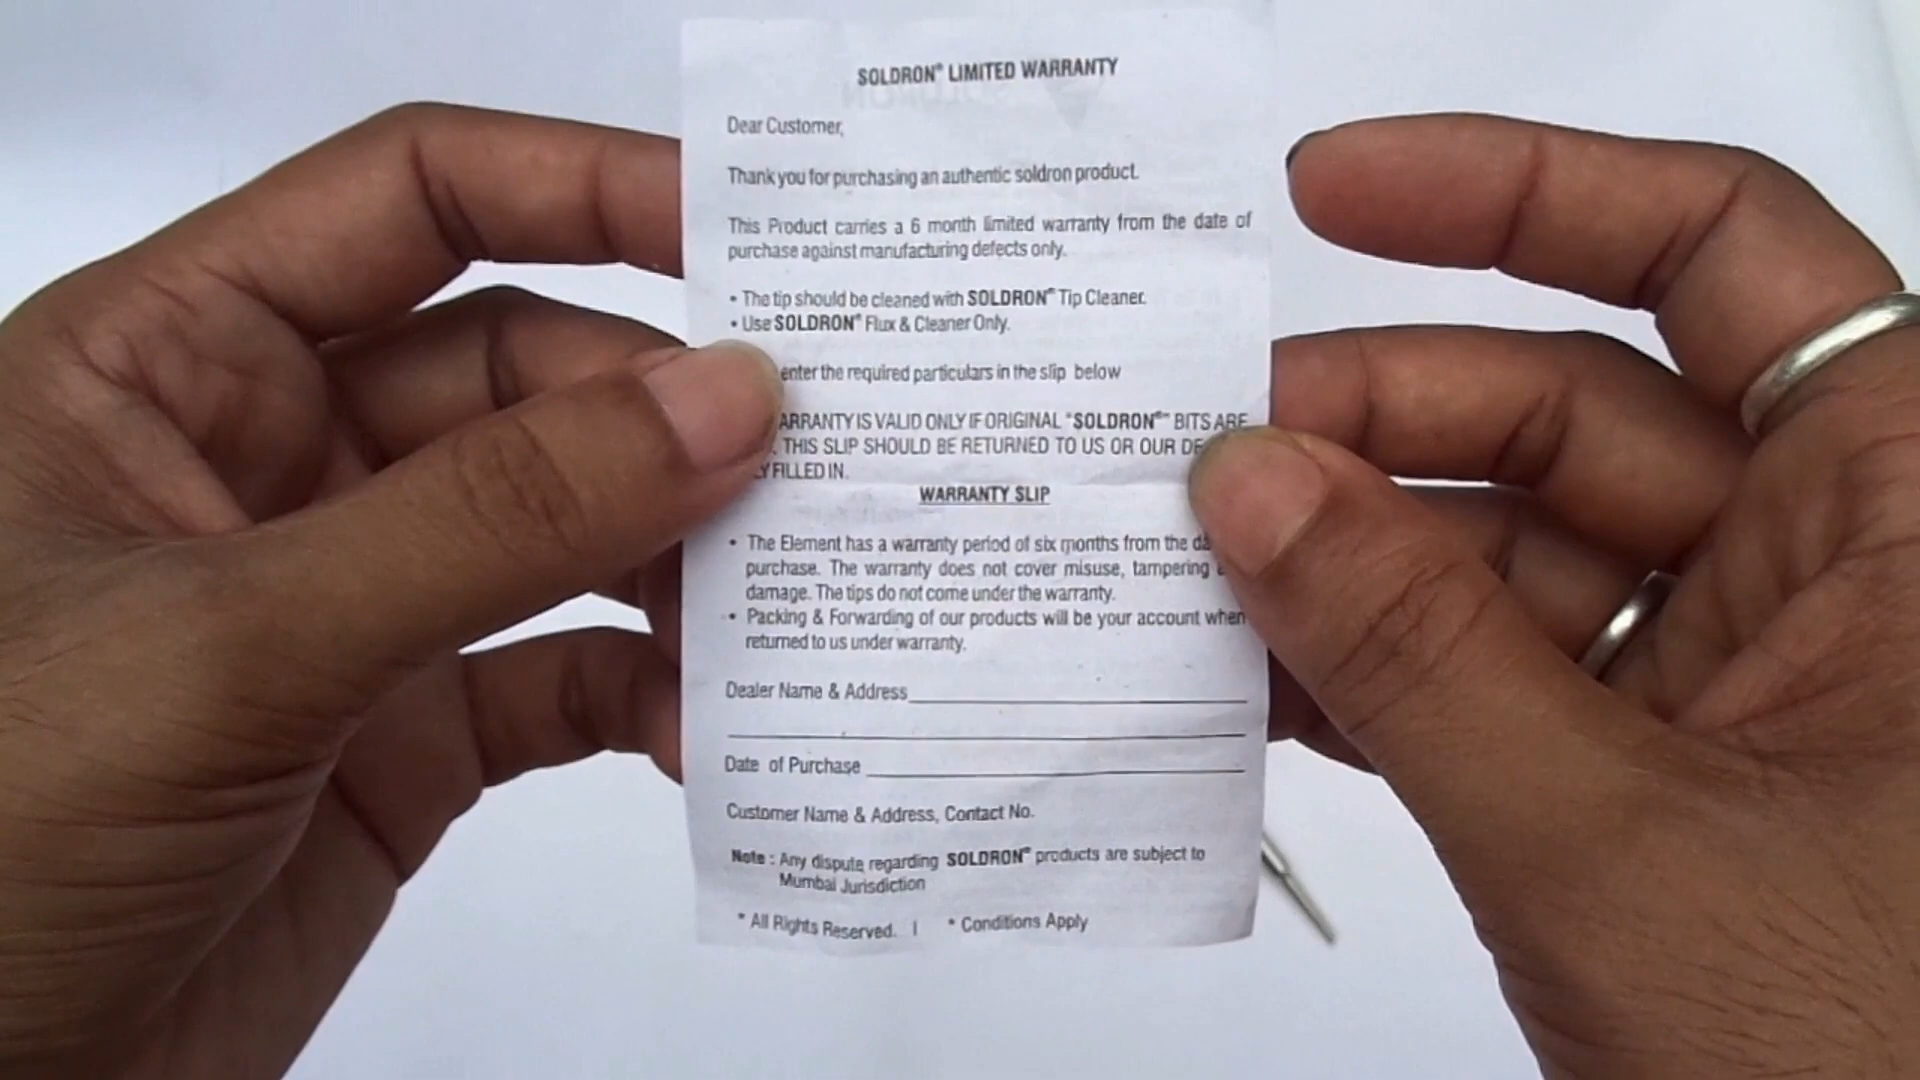 SOLDRON® LIMITED WARRANTY
Dear Customer,
Thank you for purchasing an authentic soldron product.
This Product carries a 6 month limited warranty from the date of
purchase against manufacturing defects only.
• The tip should be cleaned with SOLDRON® Tip Cleaner.
• Use SOLDRON® Flux & Cleaner Only.
enter the required particulars in the slip below
ARRANTY IS VALID ONLY IF ORIGINAL "SOLDRON®" BITS ARE
. THIS SLIP SHOULD BE RETURNED TO US OR OUR DE
Y FILLED IN.
WARRANTY SLIP
• The Element has a warranty period of six months from the da
purchase. The warranty does not cover misuse, tampering
damage. The tips do not come under the warranty.
• Packing & Forwarding of our products will be your account when
returned to us under warranty.
Dealer Name & Address
Date of Purchase
Customer Name & Address, Contact No.
Note : Any dispute regarding SOLDRON® products are subject to
Mumbai Jurisdiction
* All Rights Reserved. | * Conditions Apply